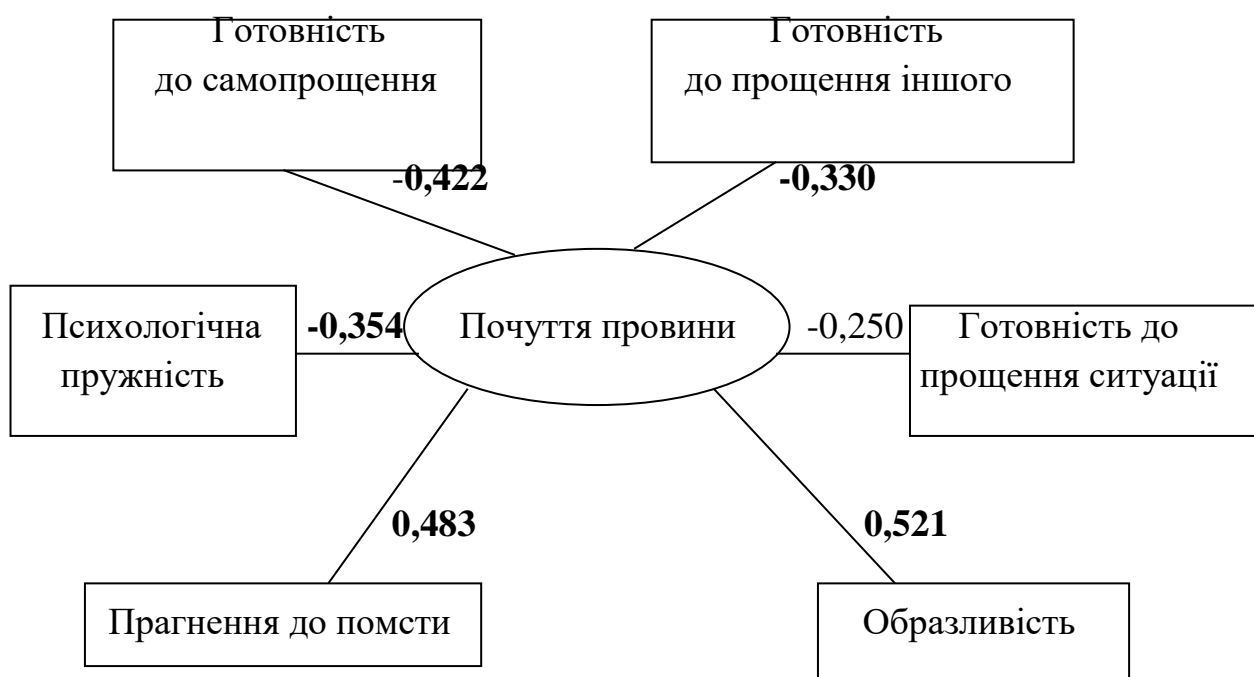 Готовність
до самопрощення
Готовність
до прощення іншого
-0,422
-0,330
Психологічна
пружність
-0,354
Почуття провини
-0,250
Готовність до
прощення ситуації
0,483
0,521
Прагнення до помсти
Образливість